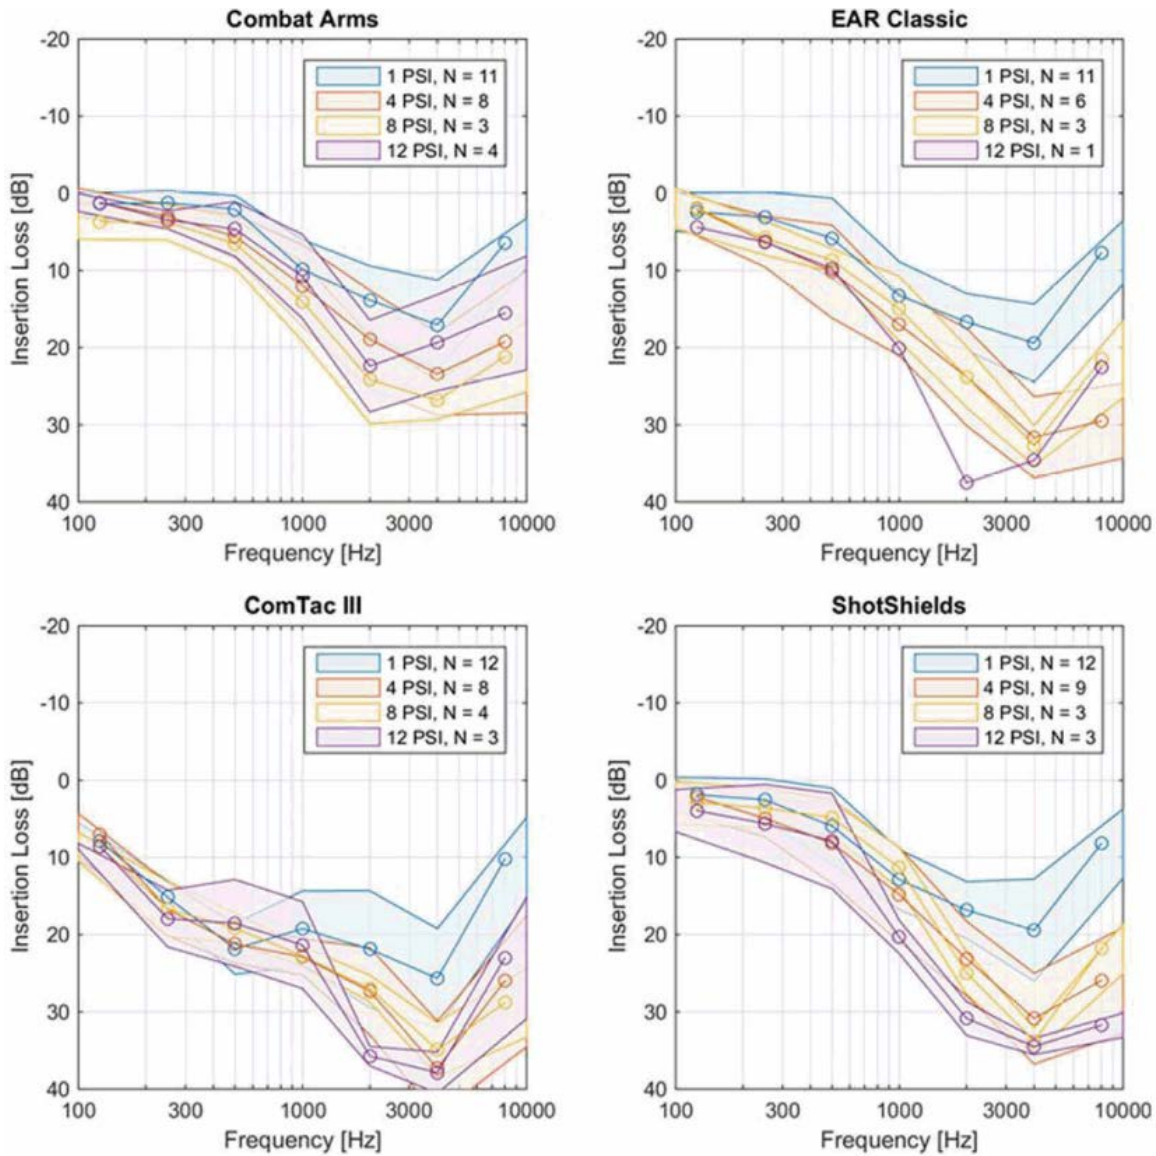 Combat Arms
-20
-10
0
10
20
30
40
Insertion Loss [dB]
1 PSI, N = 11
4 PSI, N = 8
8 PSI, N = 3
12 PSI, N = 4
100
300
1000
3000
10000
Frequency [Hz]
EAR Classic
-20
-10
0
10
20
30
40
Insertion Loss [dB]
1 PSI, N = 11
4 PSI, N = 6
8 PSI, N = 3
12 PSI, N = 1
100
300
1000
3000
10000
Frequency [Hz]
ComTac III
-20
-10
0
10
20
30
40
Insertion Loss [dB]
1 PSI, N = 12
4 PSI, N = 8
8 PSI, N = 4
12 PSI, N = 3
100
300
1000
3000
10000
Frequency [Hz]
ShotShields
-20
-10
0
10
20
30
40
Insertion Loss [dB]
1 PSI, N = 12
4 PSI, N = 9
8 PSI, N = 3
12 PSI, N = 3
100
300
1000
3000
10000
Frequency [Hz]